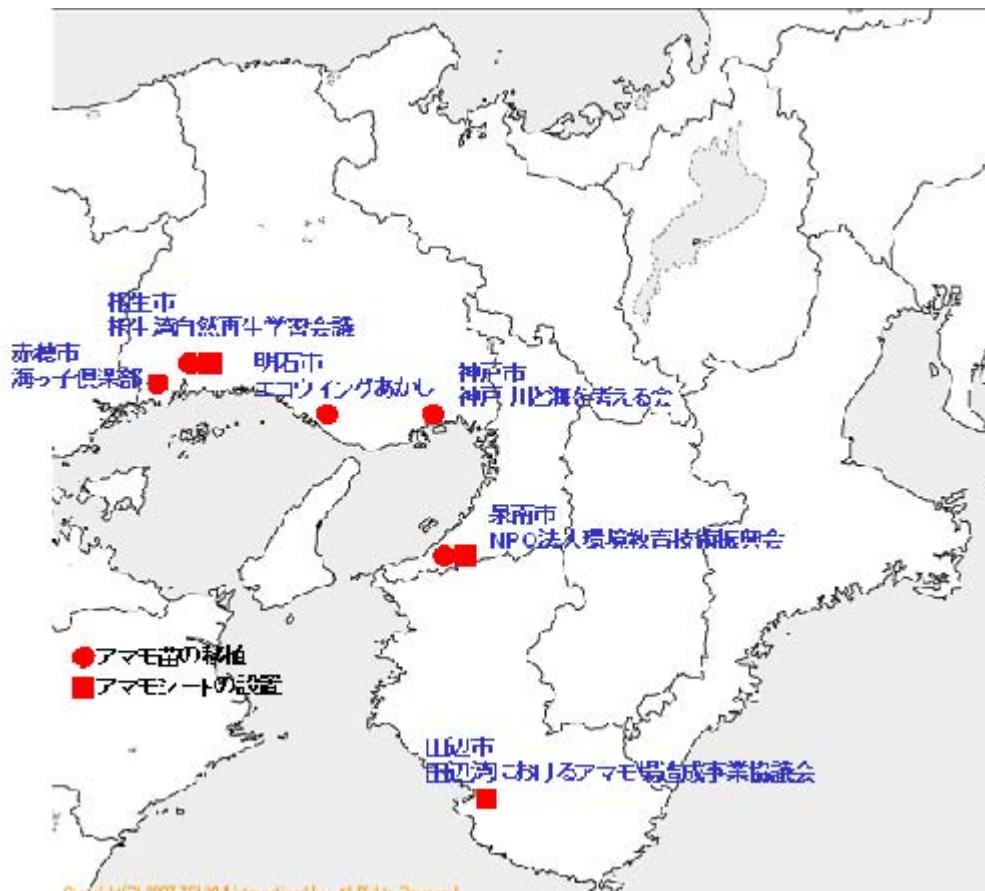 相生市
相生湾自然再生学習会議
赤穂市
海っ子倶楽部
明石市
エコウイングあかし
神戸市
神戸川と海を考える会
泉南市
NPO法人環境教育技術振興会
アマモ苗の移植
アマモシートの設置
田辺市
田辺湾におけるアマモ場造成事業協議会